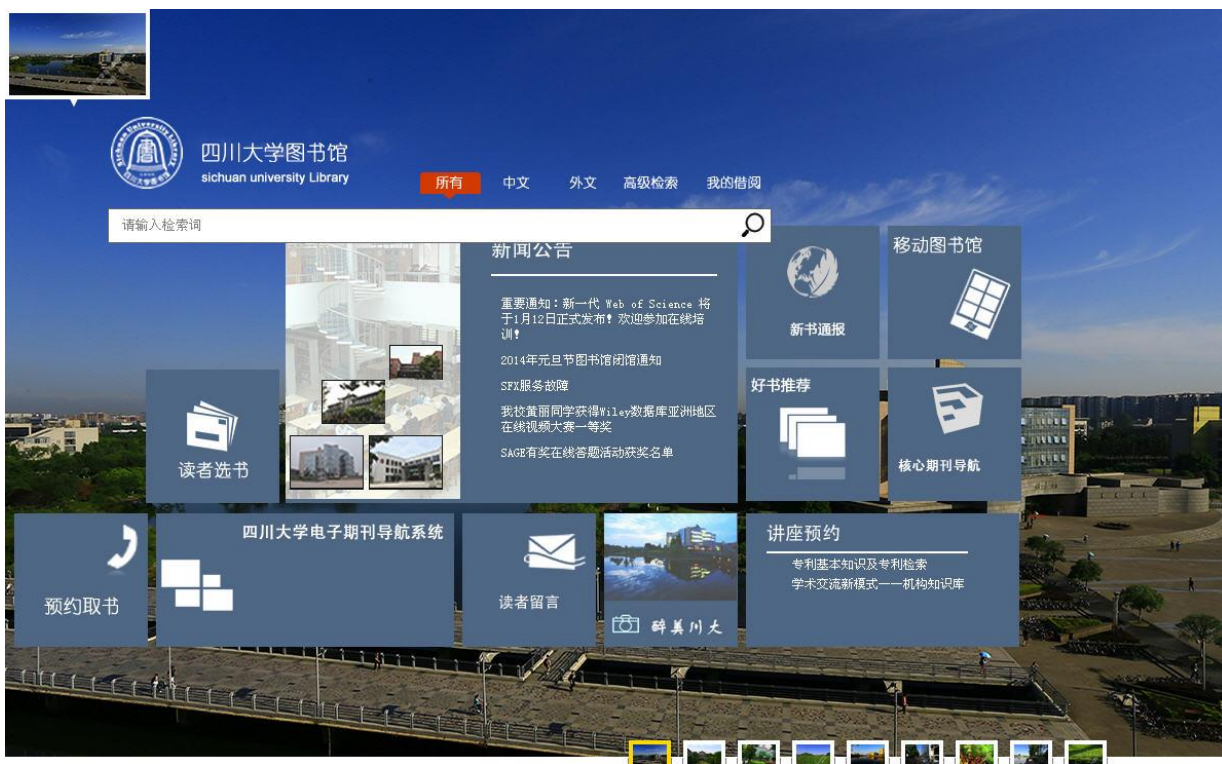 四川大学图书馆
sichuan university Library
所有 中文 外文 高级检索 我的借阅
请输入检索词
新闻公告
重要通知：新一代 Web of Science 将
于1月12日正式发布！欢迎参加在线培
训！
2014年元旦节图书馆闭馆通知
SFX服务故障
我校黄丽同学获得Wiley数据库亚洲地区
在线视频大赛一等奖
SAGE有奖在线答题活动获奖名单
新书通报
移动图书馆
读者选书
好书推荐
核心期刊导航
预约取书
四川大学电子期刊导航系统
读者留言
醉美川大
讲座预约
专利基本知识及专利检索
学术交流新模式——机构知识库